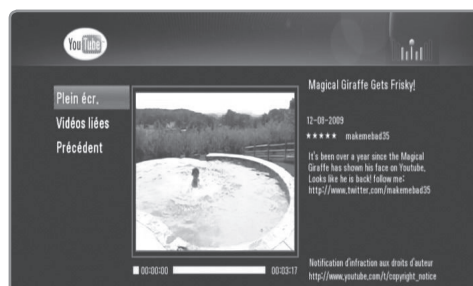 YouTube
Plein écr.
Vidéos liées
Précédent
00:00:00
00:03:17
Magical Giraffe Gets Frisky!
12-08-2009
★★★★★ makemebad35
It's been over a year since the Magical
Giraffe has shown his face on Youtube.
Looks like he is back! follow me:
http://www.twitter.com/makemebad35
Notification d'infraction aux droits d'auteur
http://www.youtube.com/t/copyright_notice